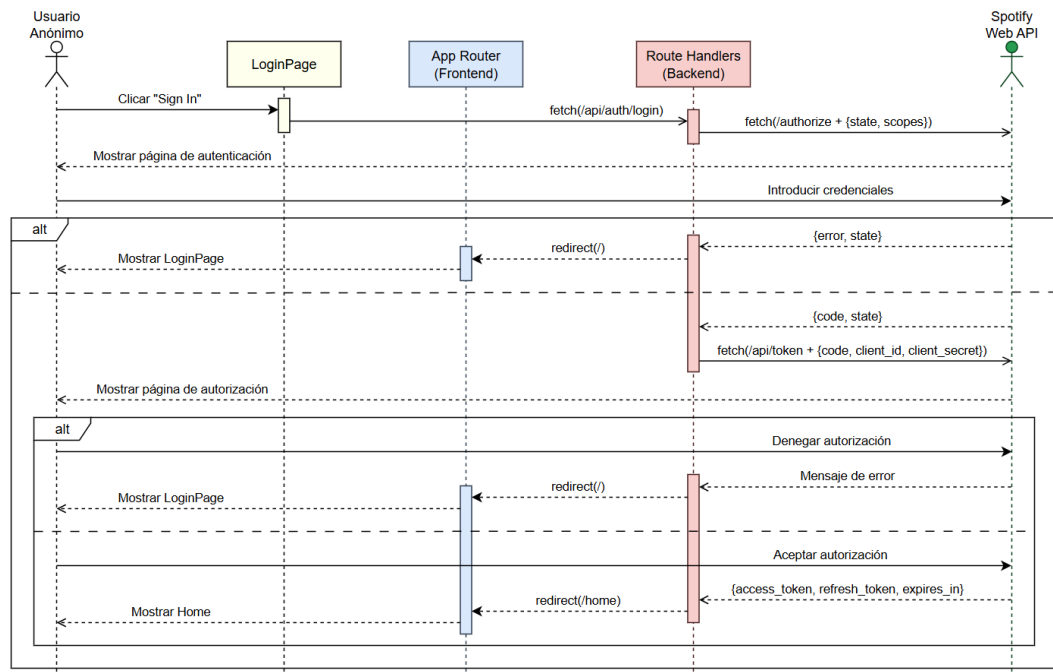 Usuario
Anónimo
LoginPage
App Router
(Frontend)
Route Handlers
(Backend)
Spotify
Web API
Clicar "Sign In"
fetch(/api/auth/login)
fetch(/authorize + {state, scopes})
Mostrar página de autenticación
Introducir credenciales
alt
{error, state}
redirect(/)
Mostrar LoginPage
{code, state}
fetch(/api/token + {code, client_id, client_secret})
Mostrar página de autorización
alt
Denegar autorización
Mensaje de error
redirect(/)
Mostrar LoginPage
Aceptar autorización
{access_token, refresh_token, expires_in}
redirect(/home)
Mostrar Home